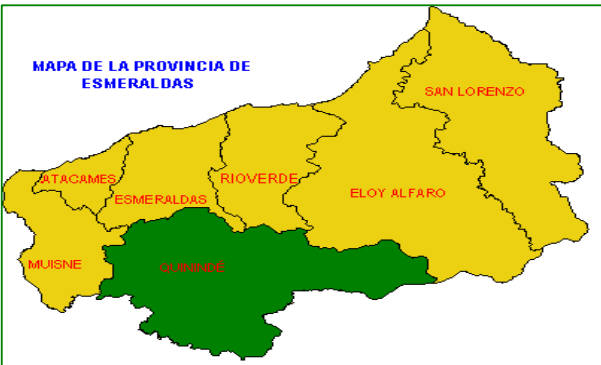 MAPA DE LA PROVINCIA DE
ESMERALDAS
SAN LORENZO
ATACAMES
RIOVERDE
ELOY ALFARO
ESMERALDAS
MUISNE
QUININDÉ